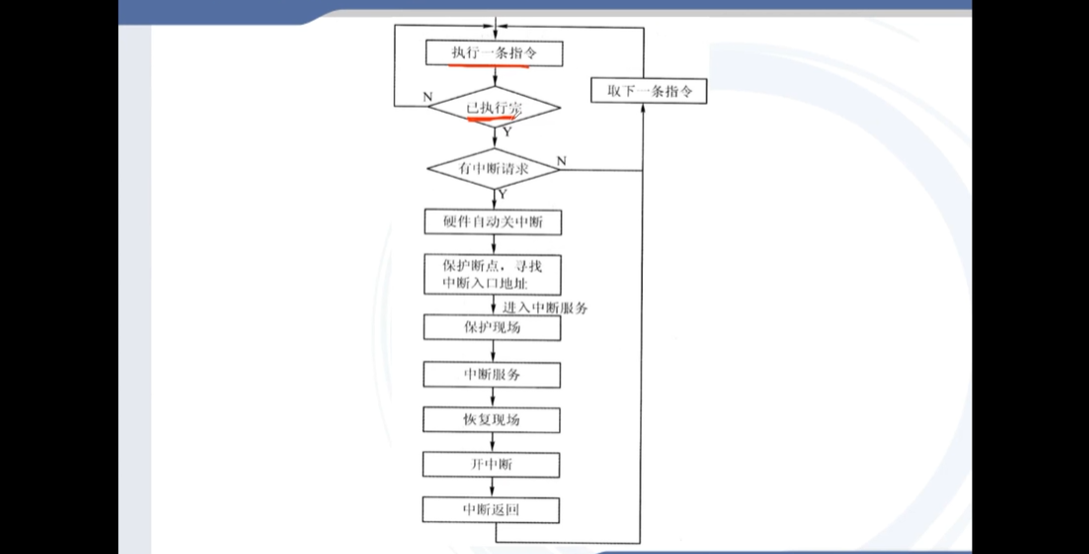 执行一条指令
取下一条指令
N
已执行完
Y
有中断请求
N
Y
硬件自动关中断
保护断点，寻找
中断入口地址
进入中断服务
保护现场
中断服务
恢复现场
开中断
中断返回